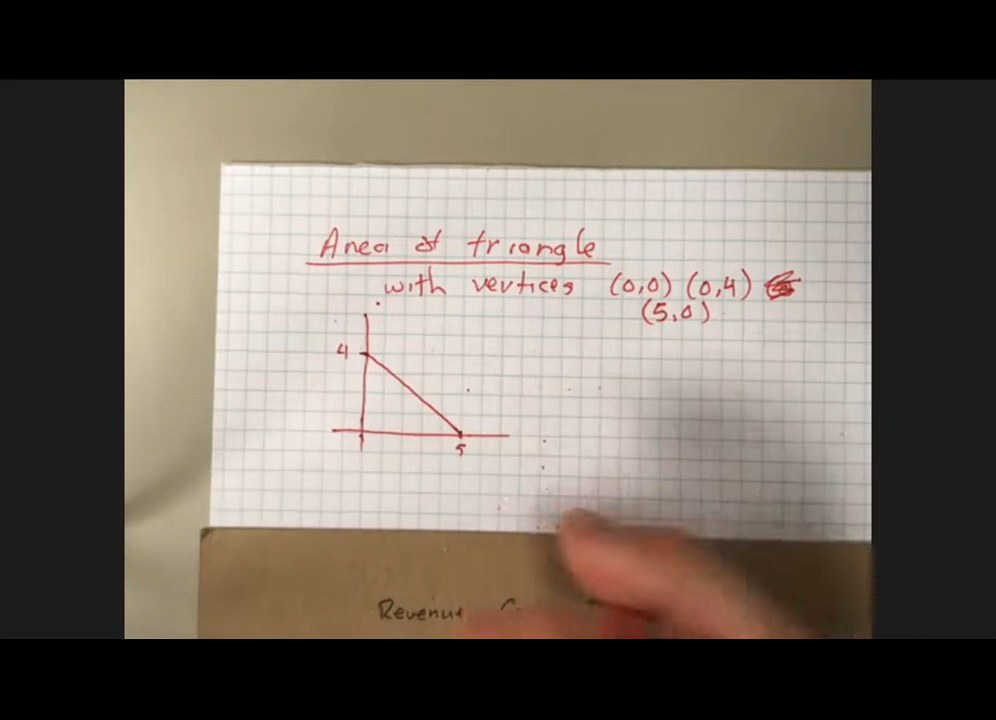 Area of triangle
with vertices (0,0) (0,4)
(5,0)
4
5
Revenue